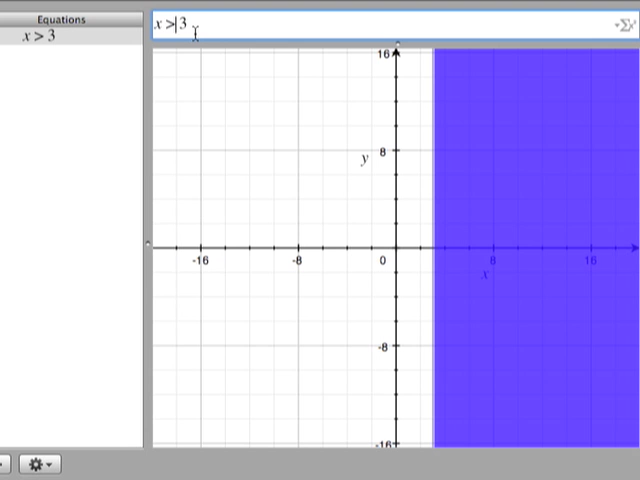 Equations
x > 3
x > 3
16
y
8
-16
-8
0
8
16
x
-8
-16